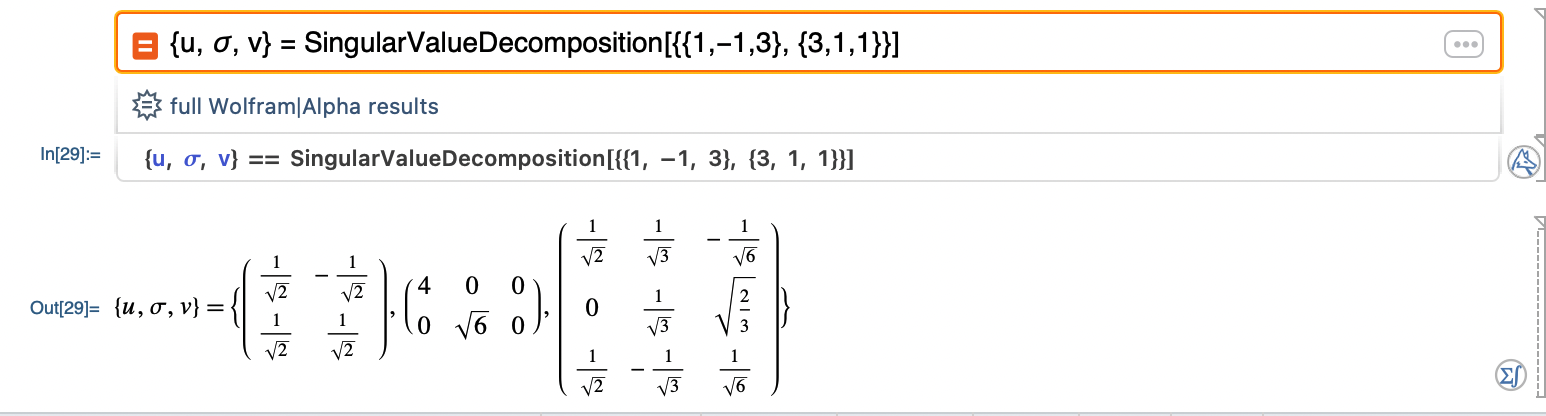 {u, σ, v} = SingularValueDecomposition[{{1,−1,3}, {3,1,1}}]
full Wolfram|Alpha results
In[29]:= {u, σ, v} == SingularValueDecomposition[{{1, −1, 3}, {3, 1, 1}}]
Out[29]= {u, σ, v} = {(1/√2 −1/√2; 1/√2 1/√2), (4 0 0; 0 √6 0), (1/√2 1/√3 −1/√6; 0 1/√3 √(2/3); 1/√2 −1/√3 1/√6)}
Σ∫